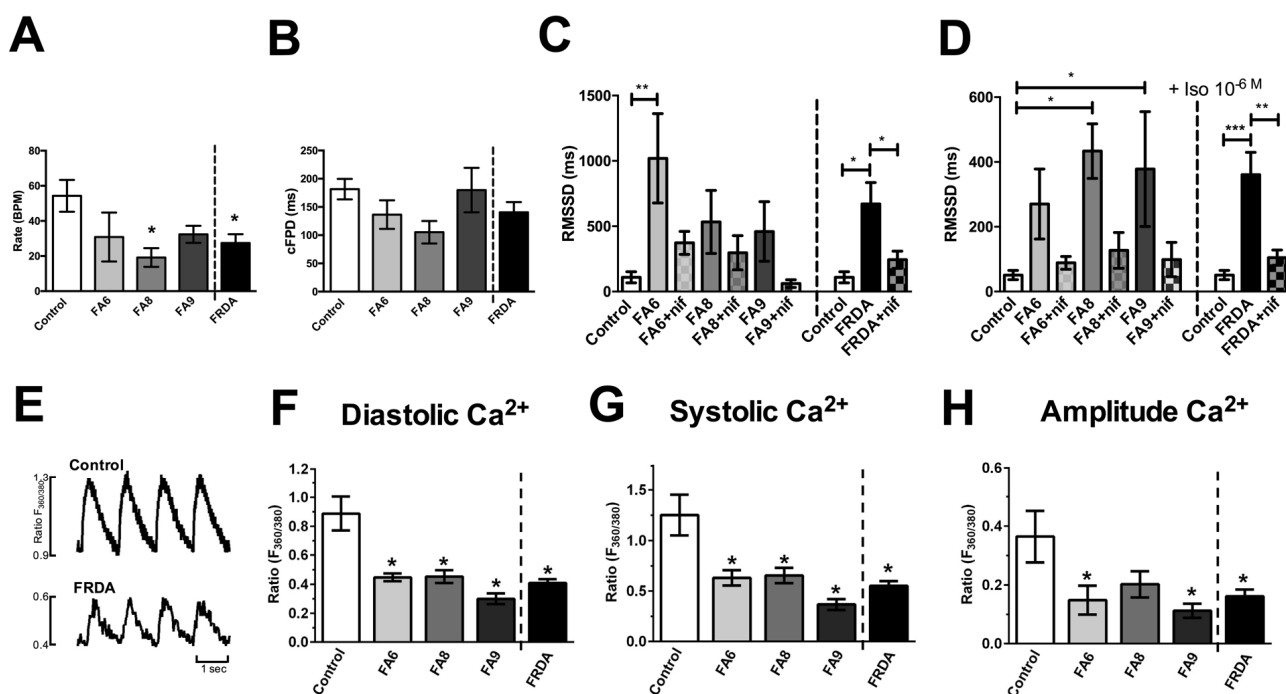 A
Rate (BPM)
80
60
40
20
0
*
*
Control
FA6
FA8
FA9
FRDA
B
cFPD (ms)
300
250
200
150
100
50
0
Control
FA6
FA8
FA9
FRDA
C
RMSSD (ms)
1500
1000
500
0
**
*
*
Control
FA6
FA6+nif
FA8
FA8+nif
FA9
FA9+nif
Control
FRDA
FRDA+nif
D
+ Iso 10-6 M
RMSSD (ms)
600
400
200
0
*
*
***
**
Control
FA6
FA6+nif
FA8
FA8+nif
FA9
FA9+nif
Control
FRDA
FRDA+nif
E
Control
Ratio F360/380
1.3
0.9
FRDA
0.6
0.4
1 sec
F
Diastolic Ca2+
Ratio (F360/380)
1.2
1.0
0.8
0.6
0.4
0.2
0.0
*
*
*
*
Control
FA6
FA8
FA9
FRDA
G
Systolic Ca2+
Ratio (F360/380)
1.5
1.0
0.5
0.0
*
*
*
*
Control
FA6
FA8
FA9
FRDA
H
Amplitude Ca2+
Ratio (F360/380)
0.6
0.4
0.2
0.0
*
*
*
Control
FA6
FA8
FA9
FRDA